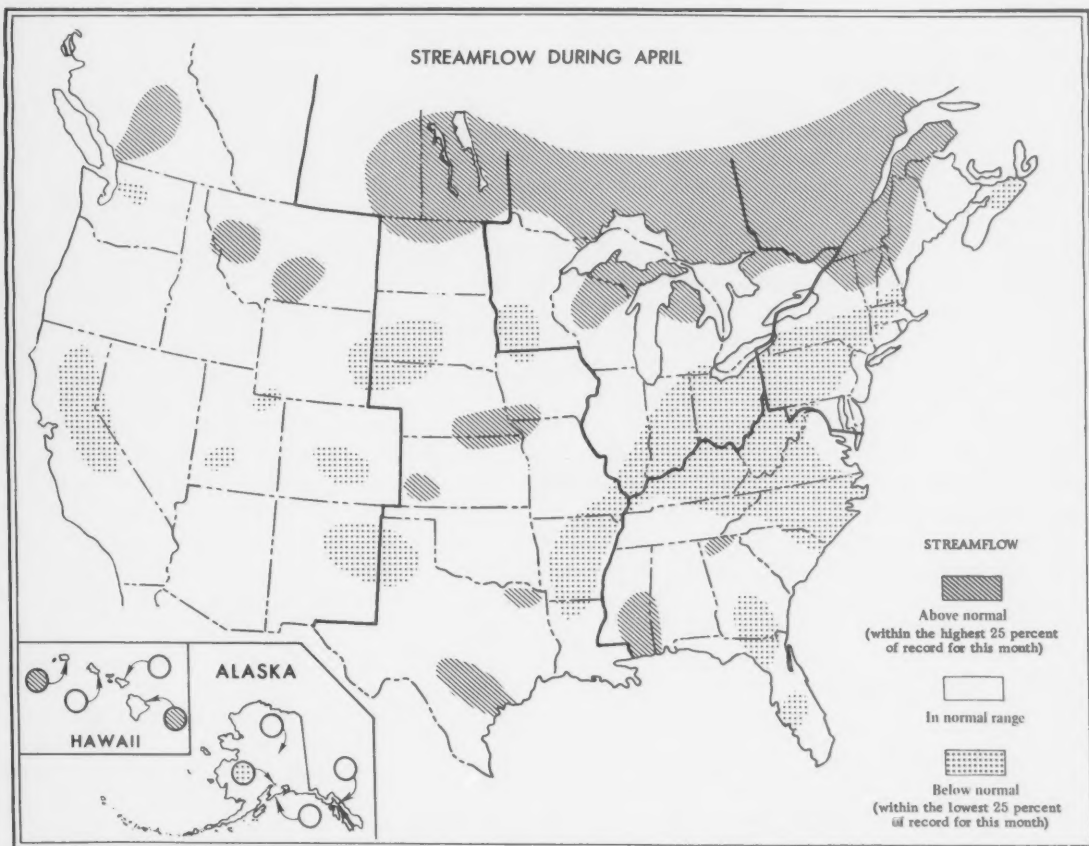 STREAMFLOW DURING APRIL
STREAMFLOW
Above normal
(within the highest 25 percent
of record for this month)
In normal range
Below normal
(within the lowest 25 percent
of record for this month)
ALASKA
HAWAII